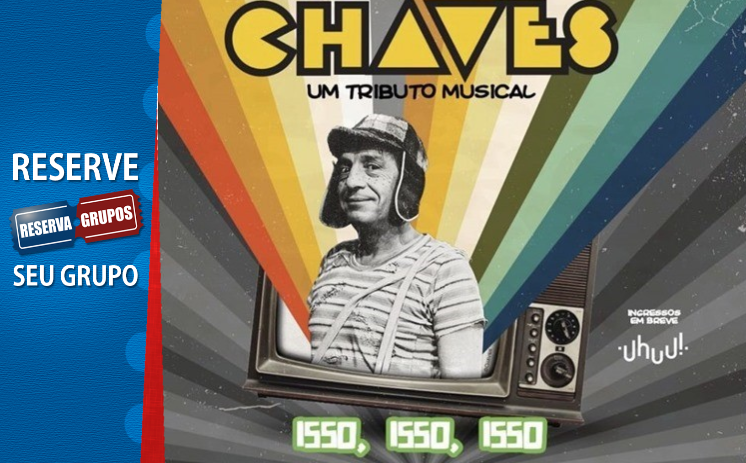 RESERVE
RESERVA GRUPOS
SEU GRUPO
CHAVES
UM TRIBUTO MUSICAL
INGRESSOS
EM BREVE
·uhuu!·
ISSO, ISSO, ISSO